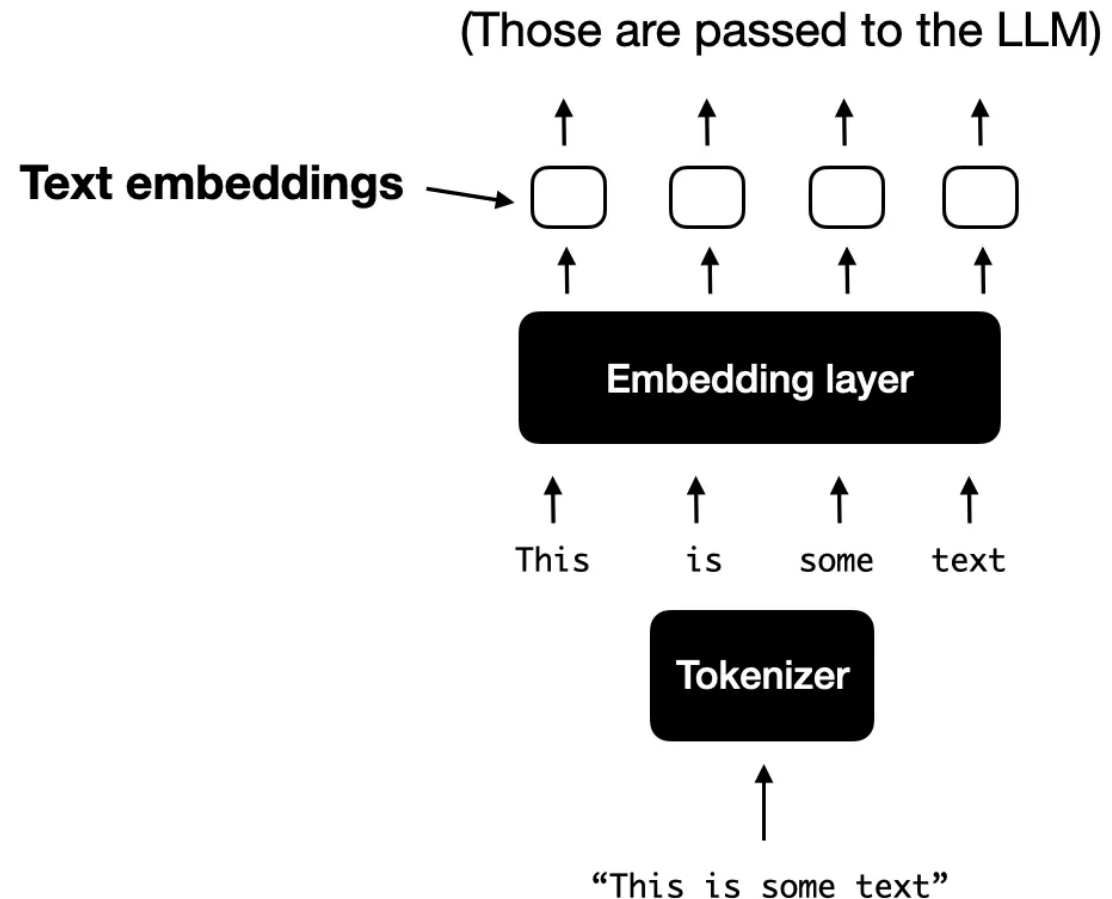 (Those are passed to the LLM)
Text embeddings
Embedding layer
This is some text
Tokenizer
“This is some text”